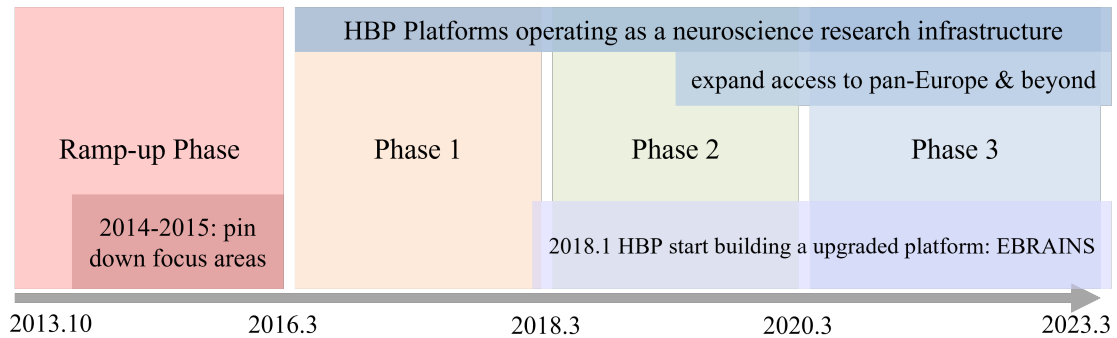 HBP Platforms operating as a neuroscience research infrastructure
expand access to pan-Europe & beyond
Ramp-up Phase
Phase 1
Phase 2
Phase 3
2014-2015: pin
down focus areas
2018.1 HBP start building a upgraded platform: EBRAINS
2013.10
2016.3
2018.3
2020.3
2023.3